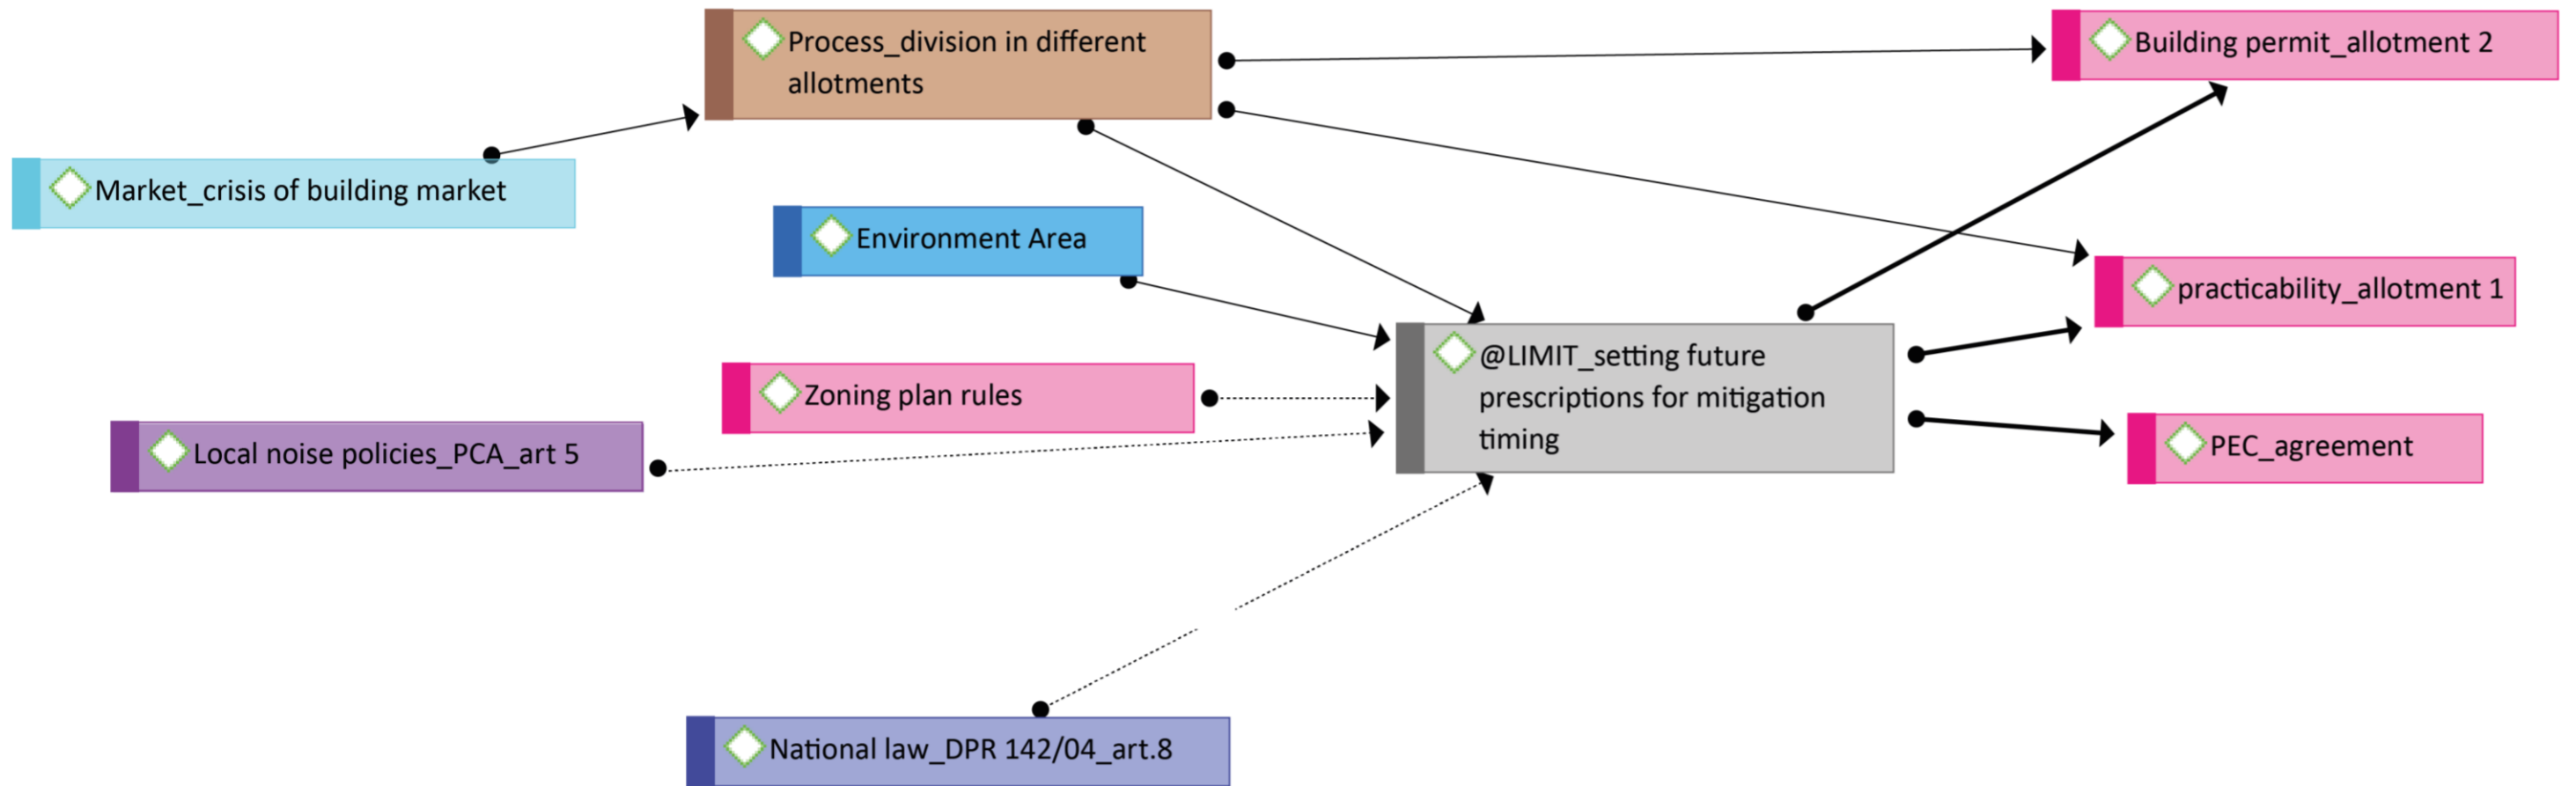 Process_division in different
allotments
Building permit_allotment 2
Market_crisis of building market
Environment Area
practicability_allotment 1
@LIMIT_setting future
prescriptions for mitigation
timing
Zoning plan rules
Local noise policies_PCA_art 5
PEC_agreement
National law_DPR 142/04_art.8